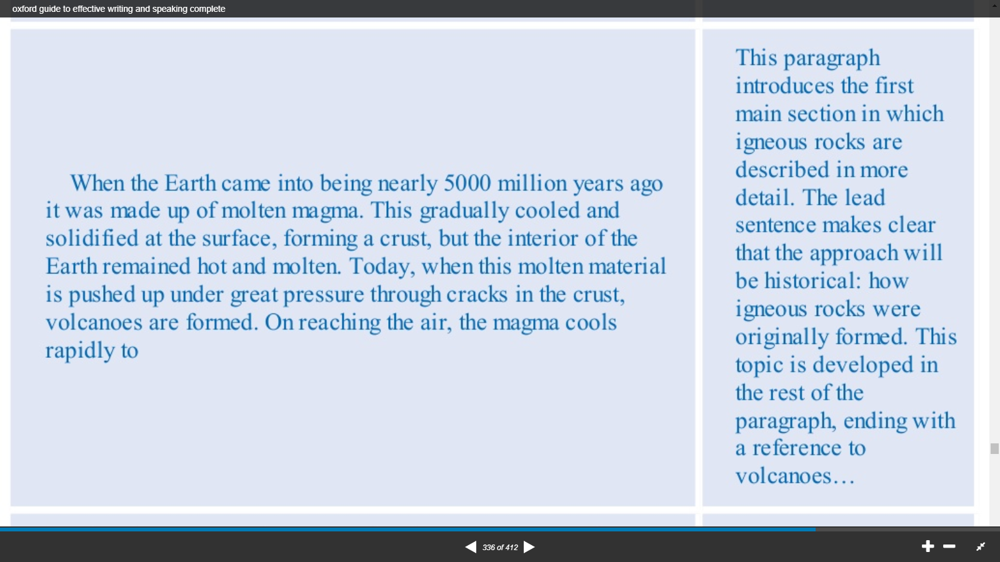 oxford guide to effective writing and speaking complete
When the Earth came into being nearly 5000 million years ago
it was made up of molten magma. This gradually cooled and
solidified at the surface, forming a crust, but the interior of the
Earth remained hot and molten. Today, when this molten material
is pushed up under great pressure through cracks in the crust,
volcanoes are formed. On reaching the air, the magma cools
rapidly to
This paragraph
introduces the first
main section in which
igneous rocks are
described in more
detail. The lead
sentence makes clear
that the approach will
be historical: how
igneous rocks were
originally formed. This
topic is developed in
the rest of the
paragraph, ending with
a reference to
volcanoes…
336 of 412